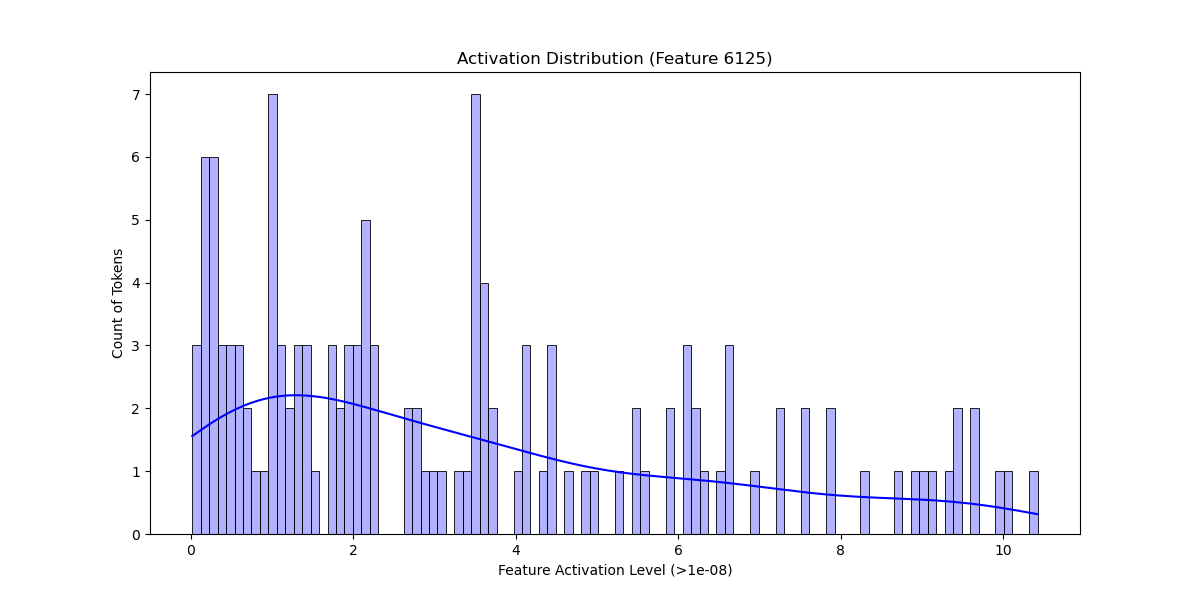 Activation Distribution (Feature 6125)
7
6
5
4
3
2
1
0
Count of Tokens
0 2 4 6 8 10
Feature Activation Level (>1e-08)